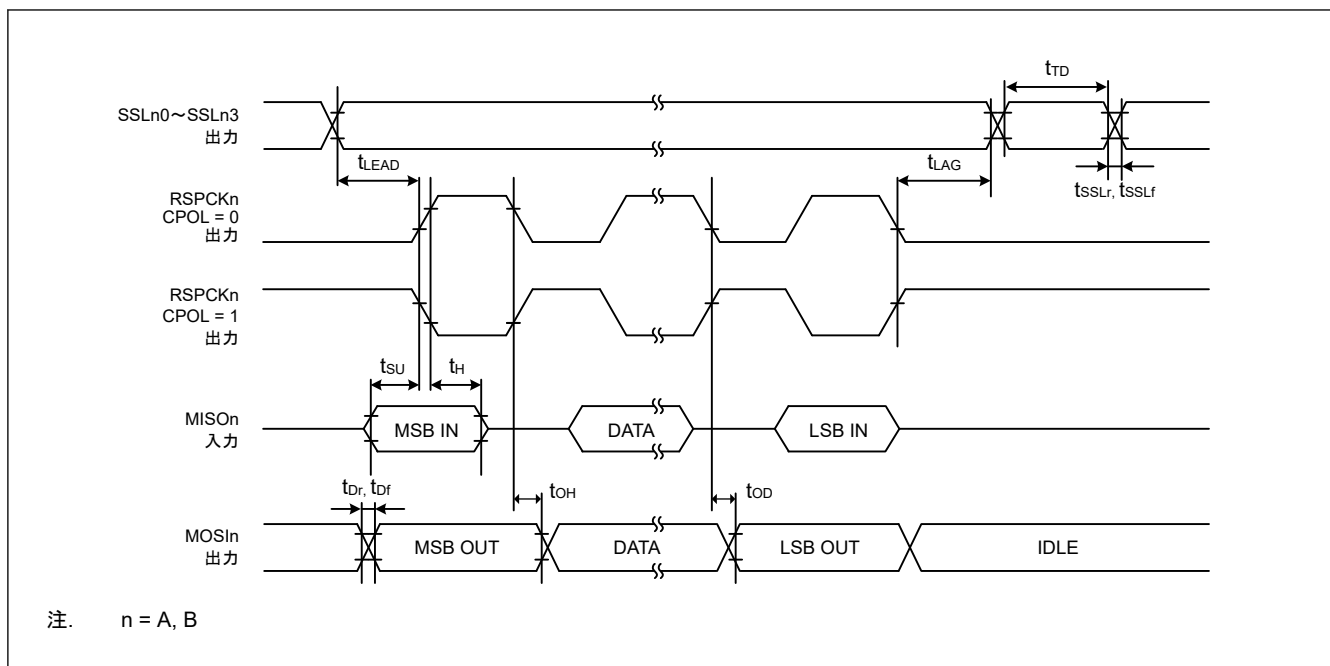 tTD
SSLn0～SSLn3
出力
tLEAD
tLAG
tSSLr, tSSLf
RSPCKn
CPOL = 0
出力
RSPCKn
CPOL = 1
出力
tSU
tH
MISOn
入力
MSB IN
DATA
LSB IN
tDr, tDf
tOH
tOD
MOSIn
出力
MSB OUT
DATA
LSB OUT
IDLE
注. n = A, B